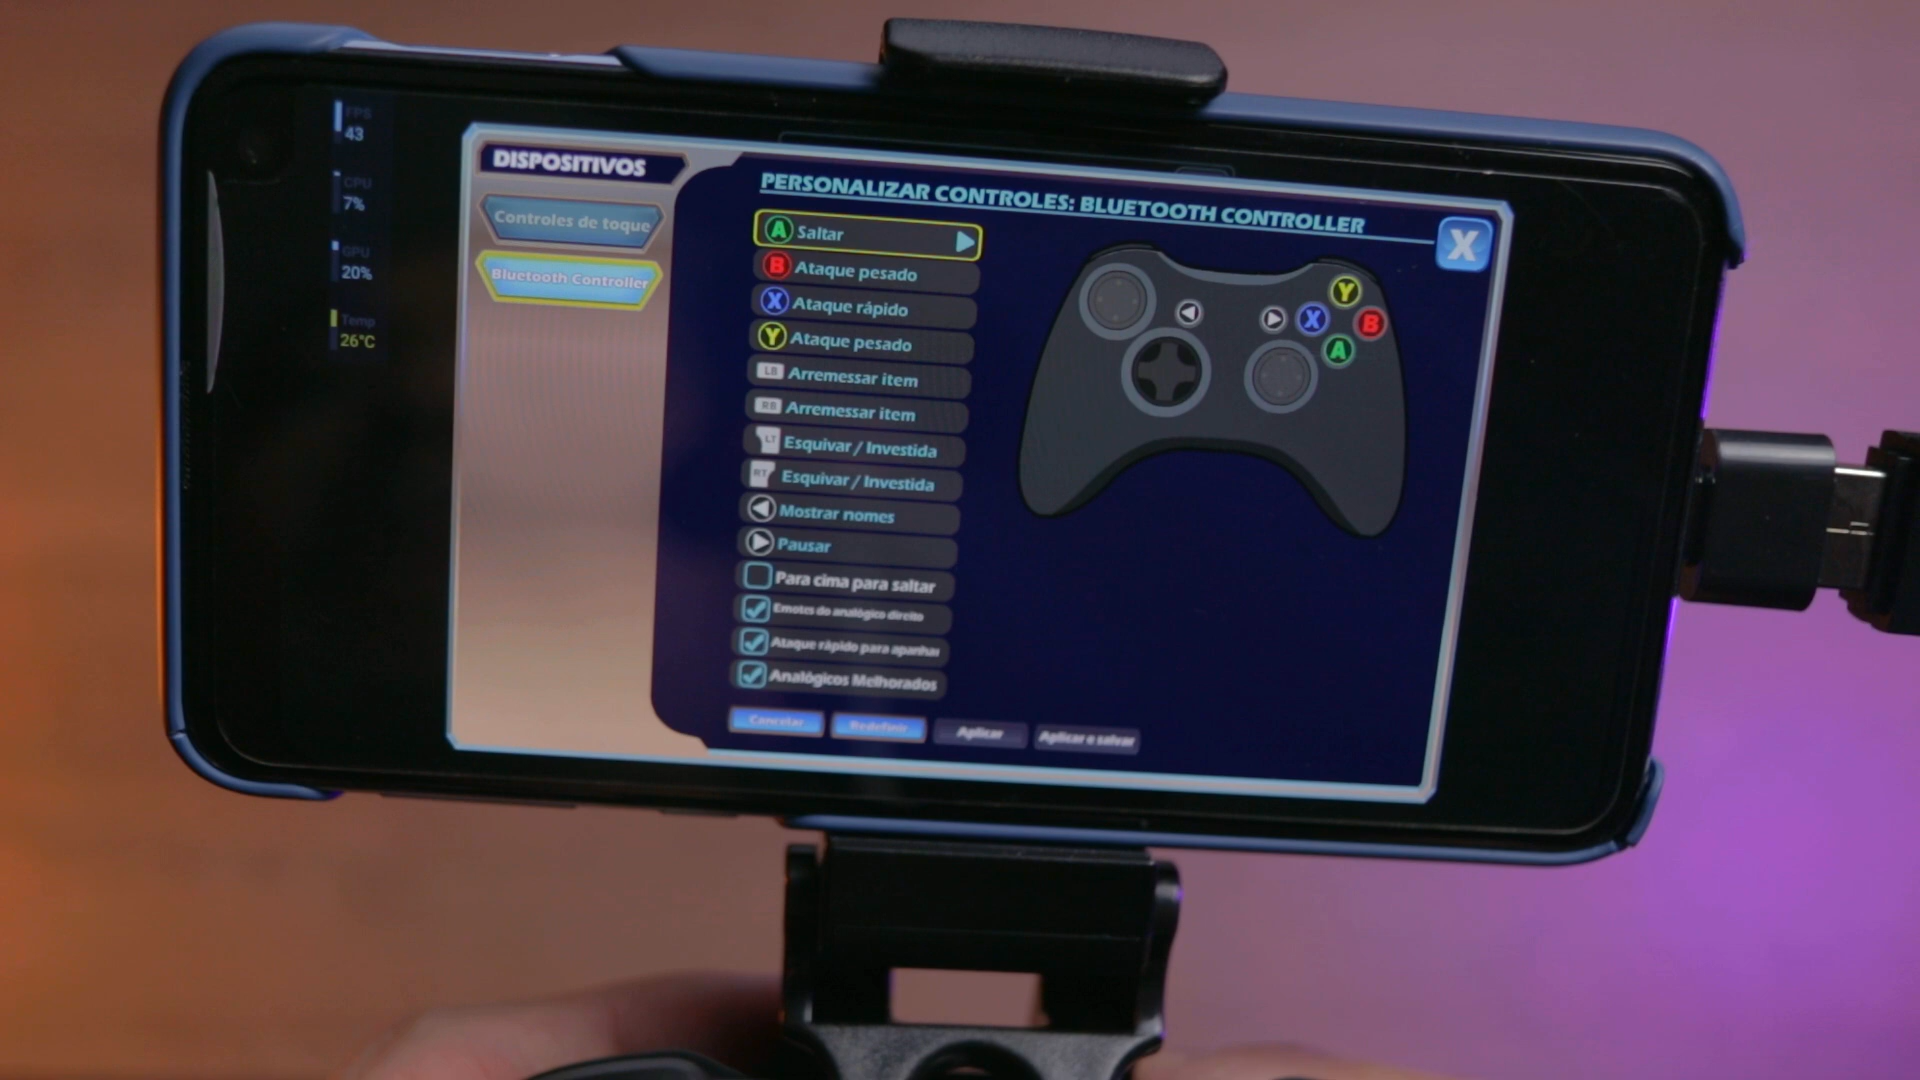 FPS
43
CPU
7%
GPU
20%
Temp
26°C
DISPOSITIVOS
Controles de toque
Bluetooth Controller
PERSONALIZAR CONTROLES: BLUETOOTH CONTROLLER
X
A Saltar
B Ataque pesado
X Ataque rápido
Y Ataque pesado
LB Arremessar item
RB Arremessar item
LT Esquivar / Investida
RT Esquivar / Investida
Mostrar nomes
Pausar
Para cima para saltar
Emotes do analógico direito
Ataque rápido para apanhar
Analógicos Melhorados
Cancelar
Redefinir
Aplicar
Aplicar e salvar
Y
X
B
A